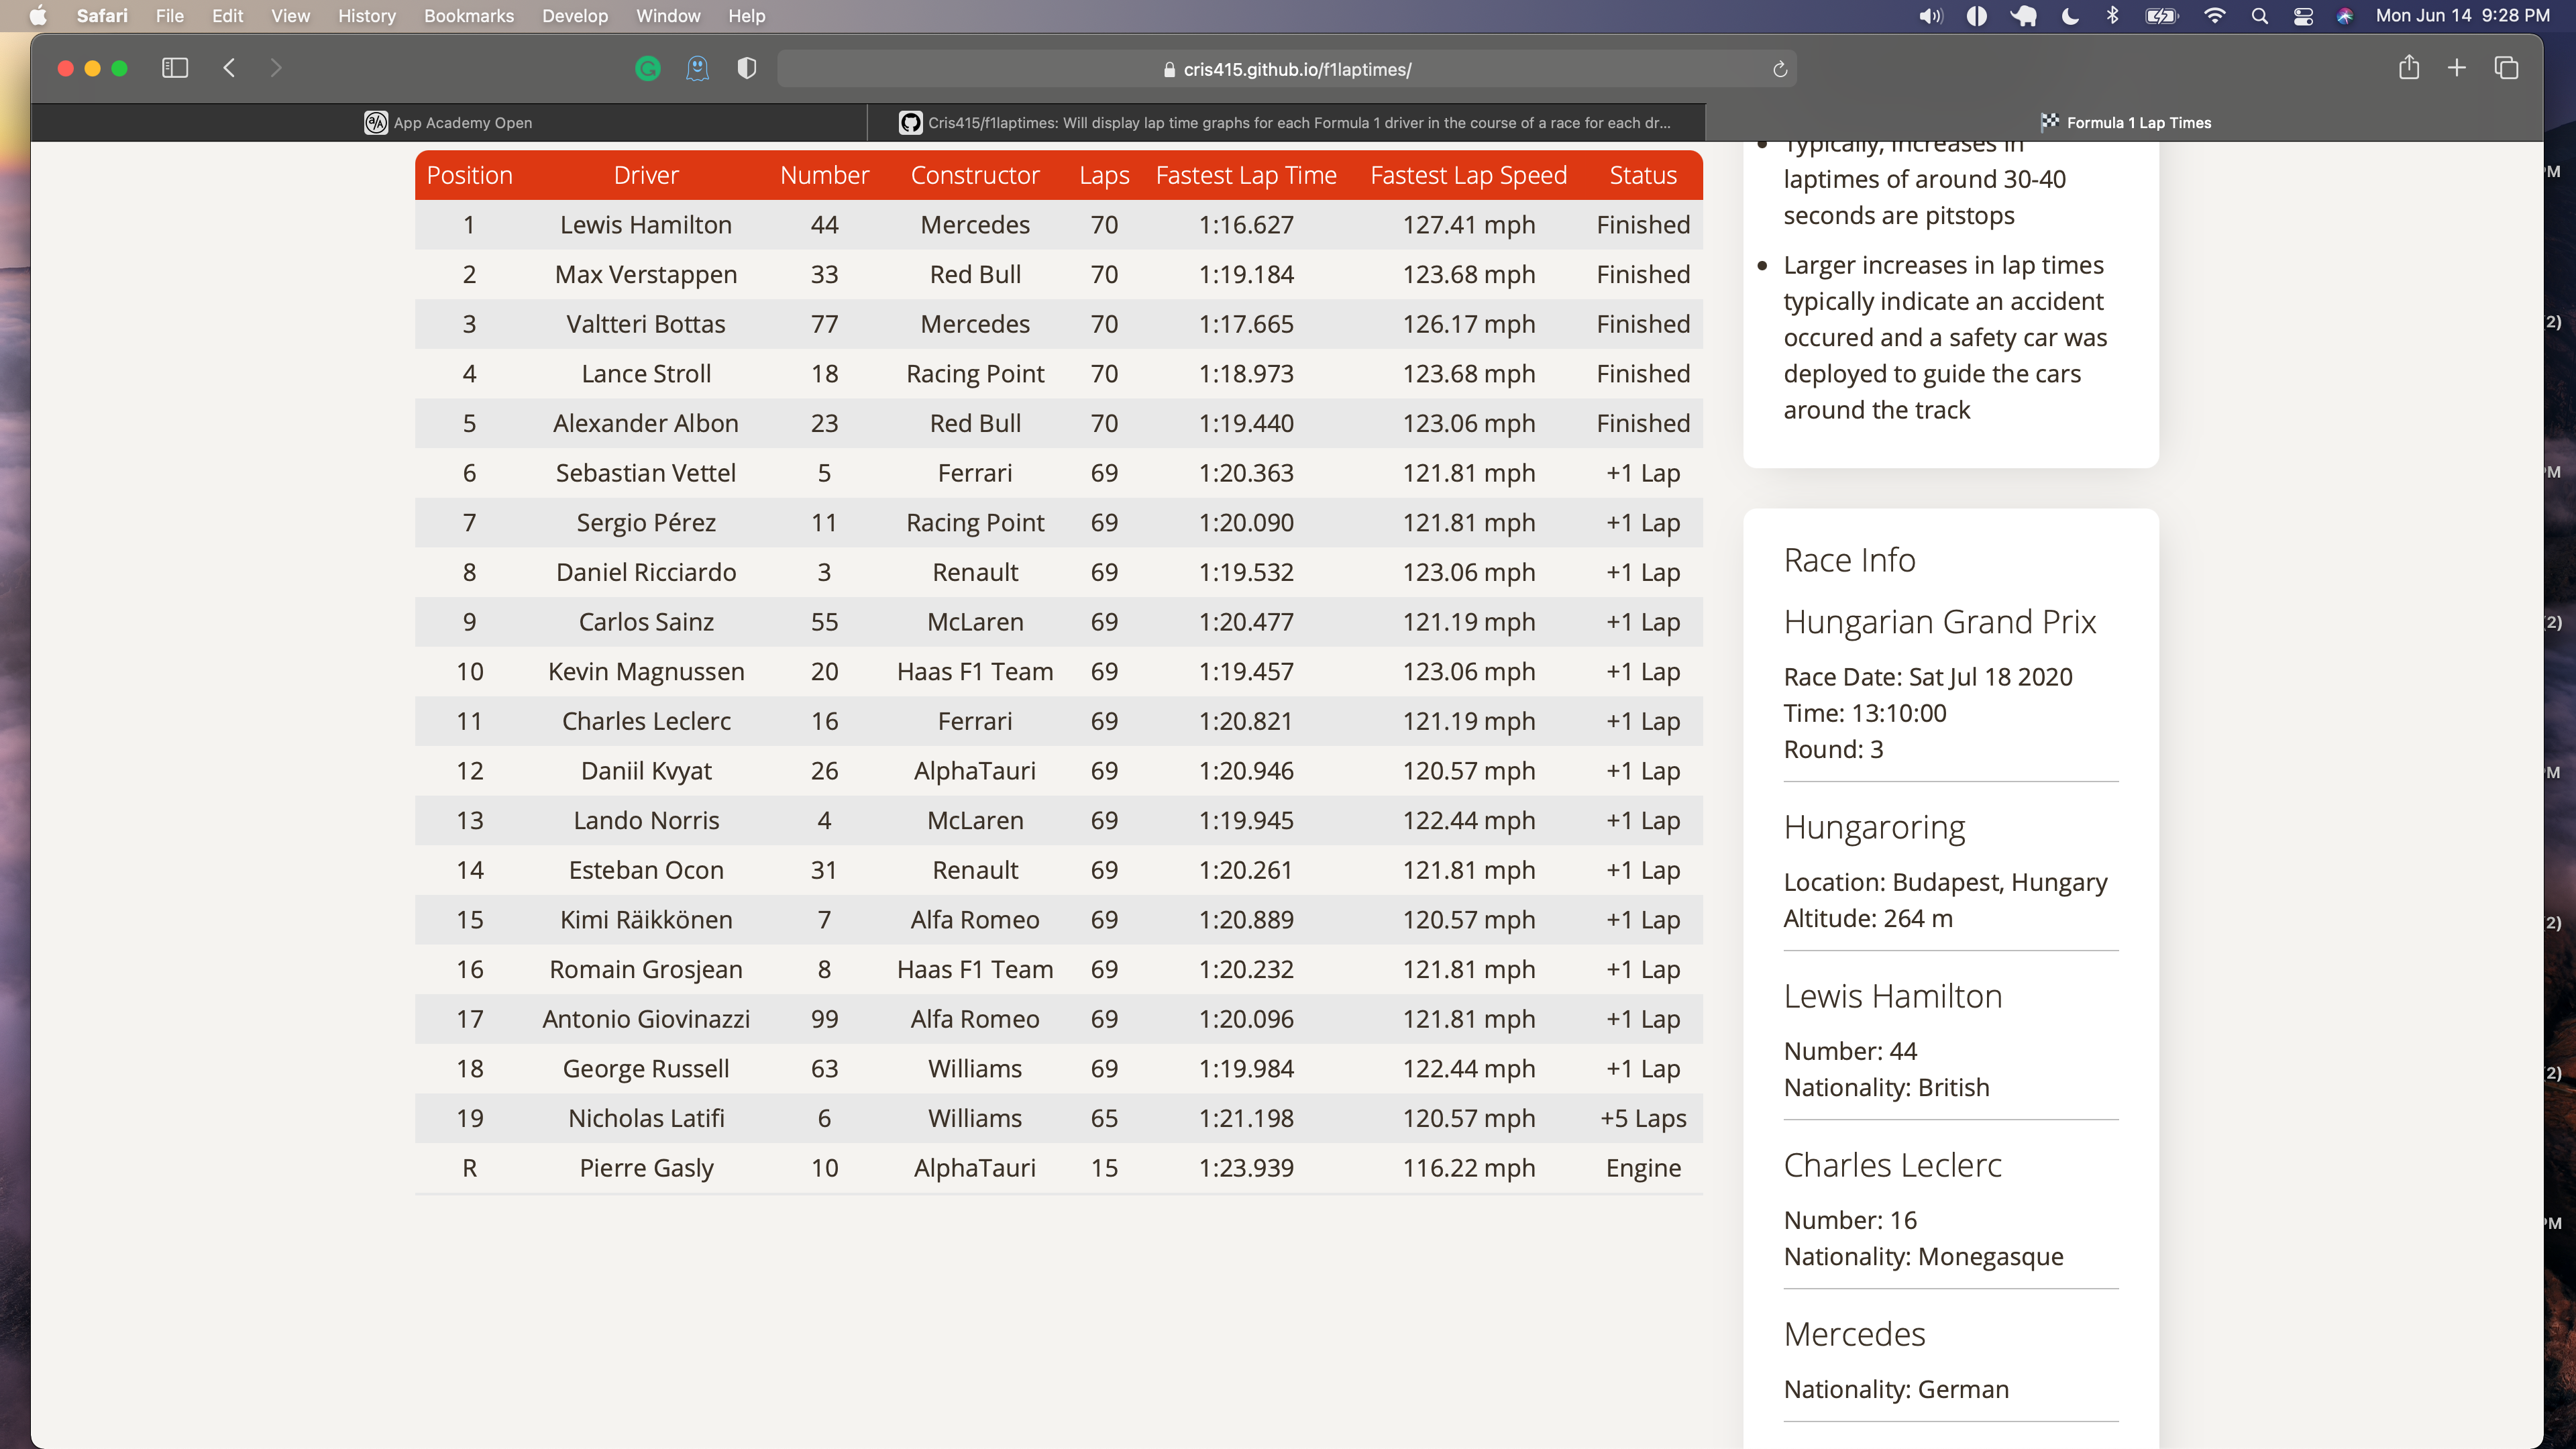 Safari File Edit View History Bookmarks Develop Window Help Mon Jun 14 9:28 PM
cris415.github.io/f1laptimes/
App Academy Open
Cris415/f1laptimes: Will display lap time graphs for each Formula 1 driver in the course of a race for each dr...
Formula 1 Lap Times
Position Driver Number Constructor Laps Fastest Lap Time Fastest Lap Speed Status
1 Lewis Hamilton 44 Mercedes 70 1:16.627 127.41 mph Finished
2 Max Verstappen 33 Red Bull 70 1:19.184 123.68 mph Finished
3 Valtteri Bottas 77 Mercedes 70 1:17.665 126.17 mph Finished
4 Lance Stroll 18 Racing Point 70 1:18.973 123.68 mph Finished
5 Alexander Albon 23 Red Bull 70 1:19.440 123.06 mph Finished
6 Sebastian Vettel 5 Ferrari 69 1:20.363 121.81 mph +1 Lap
7 Sergio Pérez 11 Racing Point 69 1:20.090 121.81 mph +1 Lap
8 Daniel Ricciardo 3 Renault 69 1:19.532 123.06 mph +1 Lap
9 Carlos Sainz 55 McLaren 69 1:20.477 121.19 mph +1 Lap
10 Kevin Magnussen 20 Haas F1 Team 69 1:19.457 123.06 mph +1 Lap
11 Charles Leclerc 16 Ferrari 69 1:20.821 121.19 mph +1 Lap
12 Daniil Kvyat 26 AlphaTauri 69 1:20.946 120.57 mph +1 Lap
13 Lando Norris 4 McLaren 69 1:19.945 122.44 mph +1 Lap
14 Esteban Ocon 31 Renault 69 1:20.261 121.81 mph +1 Lap
15 Kimi Räikkönen 7 Alfa Romeo 69 1:20.889 120.57 mph +1 Lap
16 Romain Grosjean 8 Haas F1 Team 69 1:20.232 121.81 mph +1 Lap
17 Antonio Giovinazzi 99 Alfa Romeo 69 1:20.096 121.81 mph +1 Lap
18 George Russell 63 Williams 69 1:19.984 122.44 mph +1 Lap
19 Nicholas Latifi 6 Williams 65 1:21.198 120.57 mph +5 Laps
R Pierre Gasly 10 AlphaTauri 15 1:23.939 116.22 mph Engine
Typically, increases in
laptimes of around 30-40
seconds are pitstops
Larger increases in lap times
typically indicate an accident
occured and a safety car was
deployed to guide the cars
around the track
Race Info
Hungarian Grand Prix
Race Date: Sat Jul 18 2020
Time: 13:10:00
Round: 3
Hungaroring
Location: Budapest, Hungary
Altitude: 264 m
Lewis Hamilton
Number: 44
Nationality: British
Charles Leclerc
Number: 16
Nationality: Monegasque
Mercedes
Nationality: German